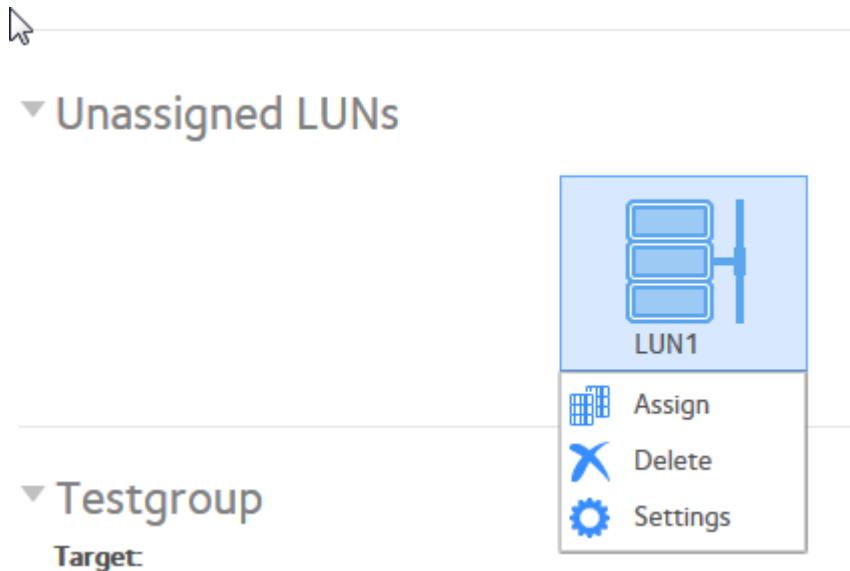 Unassigned LUNs
LUN1
Assign
Delete
Settings
Testgroup
Target: